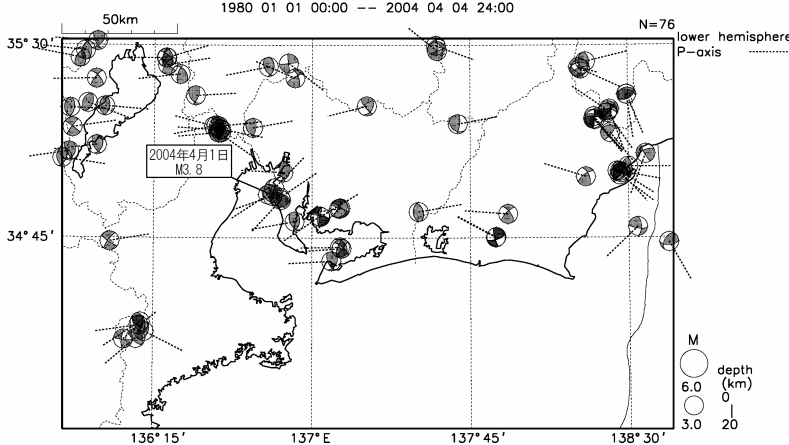 1980 01 01 00:00 -- 2004 04 04 24:00
50km
N=76
35°30'
lower hemisphere
P-axis
2004年4月1日
M3.8
34°45'
M
6.0
3.0
depth
(km)
0
20
136°15'
137°E
137°45'
138°30'